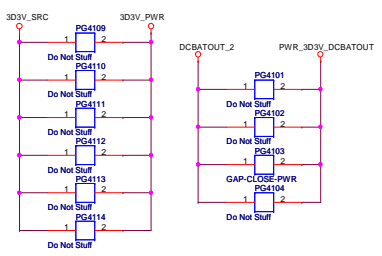 3D3V_SRC 3D3V_PWR
PG4109
1 2
Do Not Stuff
PG4110
1 2
Do Not Stuff
PG4111
1 2
Do Not Stuff
PG4112
1 2
Do Not Stuff
PG4113
1 2
Do Not Stuff
PG4114
1 2
Do Not Stuff
DCBATOUT_2 PWR_3D3V_DCBATOUT
PG4101
1 2
Do Not Stuff
PG4102
1 2
Do Not Stuff
PG4103
1 2
GAP-CLOSE-PWR
PG4104
1 2
Do Not Stuff